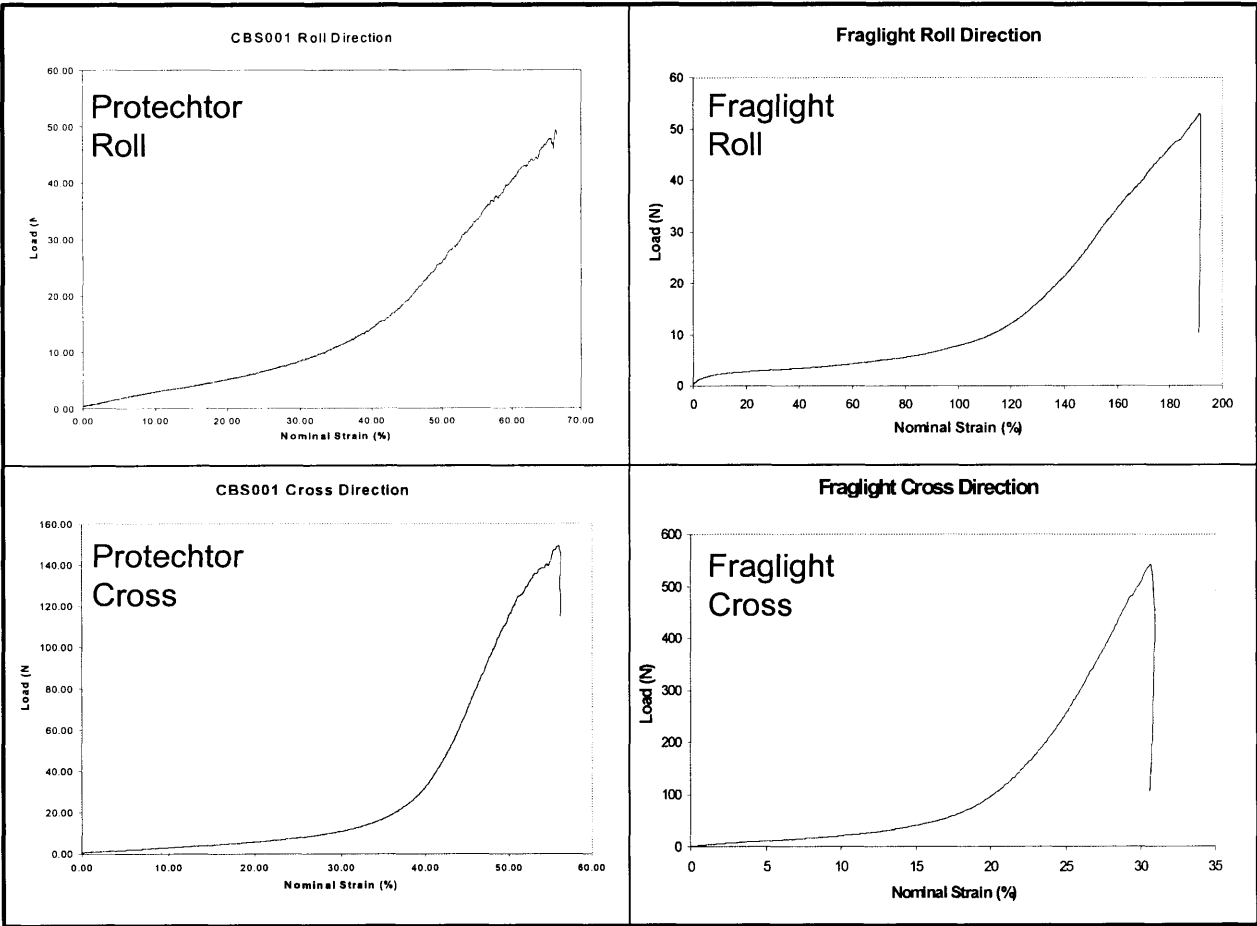 CBS001 Roll Direction
Protechtor
Roll
60.00
50.00
40.00
30.00
20.00
10.00
0.00
Load (N
0.00 10.00 20.00 30.00 40.00 50.00 60.00 70.00
Nominal Strain (%)
Fraglight Roll Direction
Fraglight
Roll
60
50
40
30
20
10
0
Load (N)
0 20 40 60 80 100 120 140 160 180 200
Nominal Strain (%)
CBS001 Cross Direction
Protechtor
Cross
160.00
140.00
120.00
100.00
80.00
60.00
40.00
20.00
0.00
Load (N
0.00 10.00 20.00 30.00 40.00 50.00 60.00
Nominal Strain (%)
Fraglight Cross Direction
Fraglight
Cross
600
500
400
300
200
100
0
Load (N)
0 5 10 15 20 25 30 35
Nominal Strain (%)